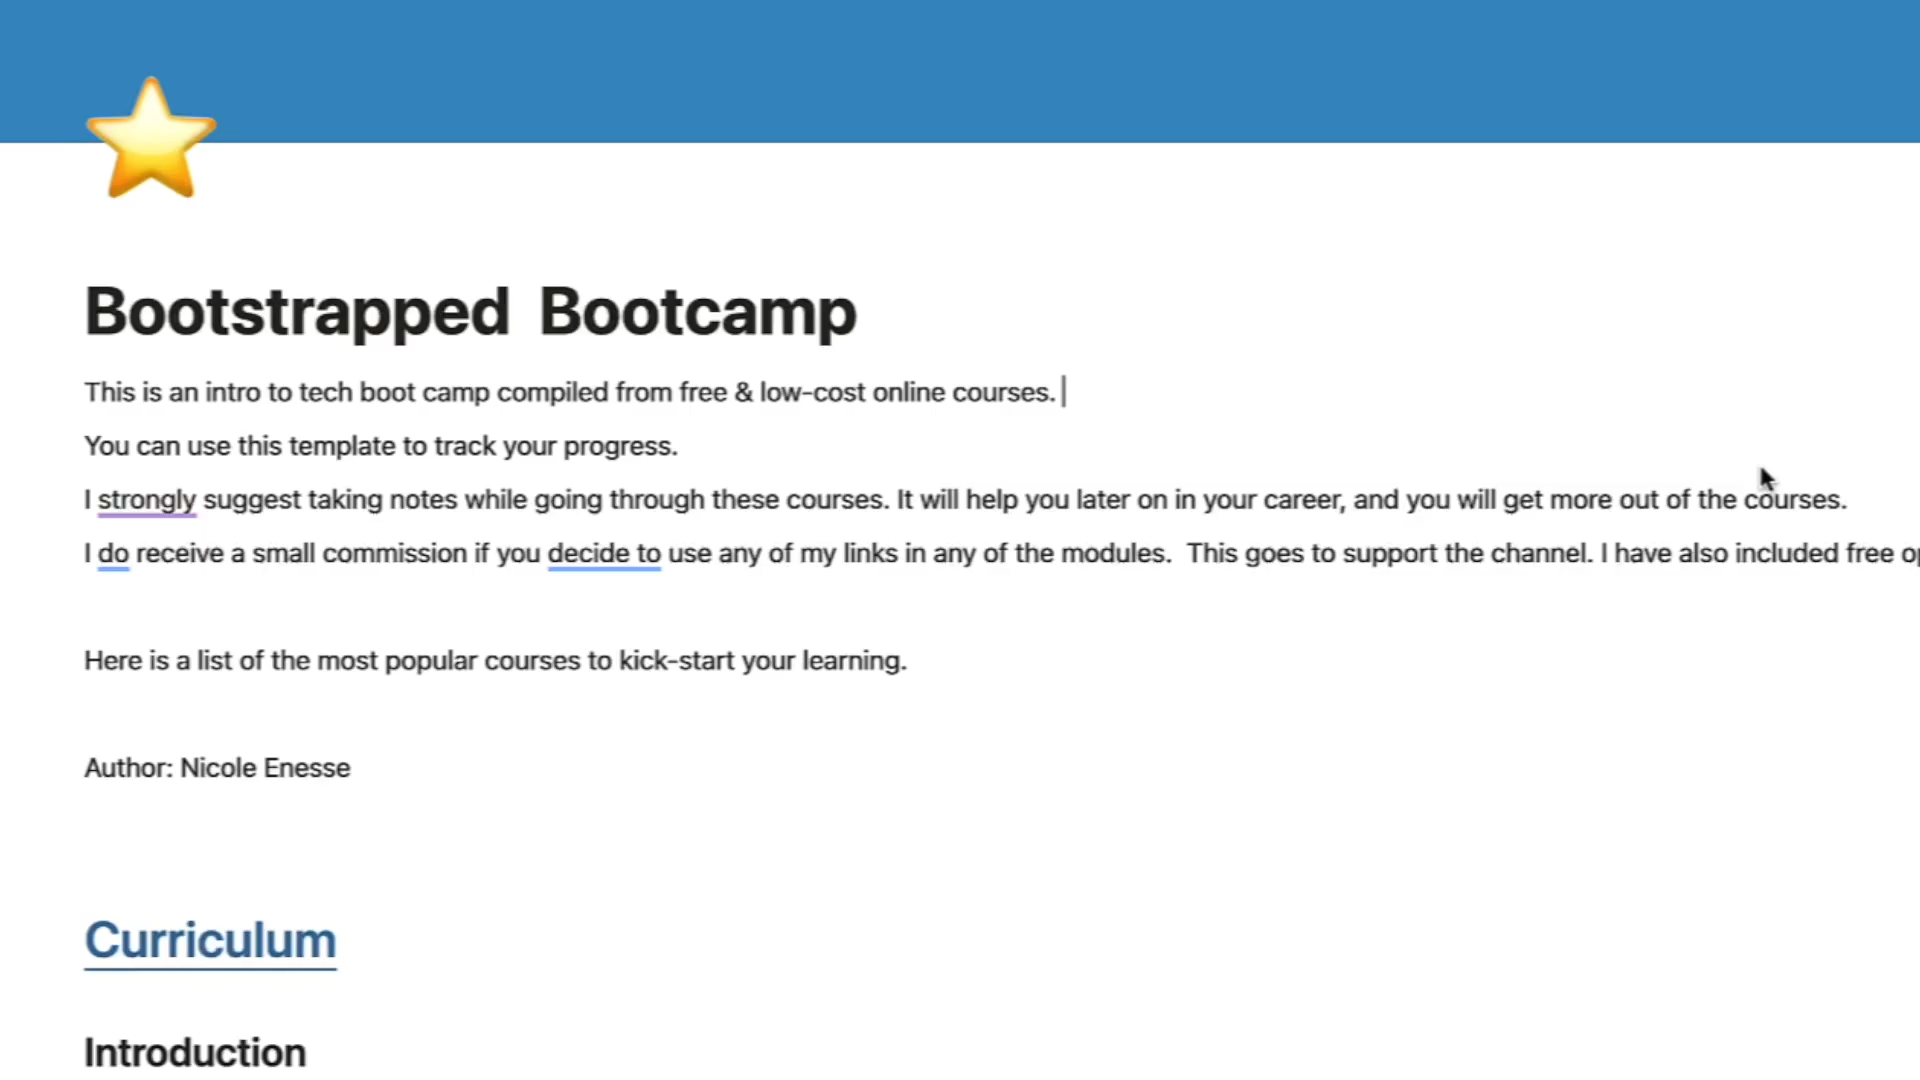 Bootstrapped Bootcamp
This is an intro to tech boot camp compiled from free & low-cost online courses.
You can use this template to track your progress.
I strongly suggest taking notes while going through these courses. It will help you later on in your career, and you will get more out of the courses.
I do receive a small commission if you decide to use any of my links in any of the modules. This goes to support the channel. I have also included free
Here is a list of the most popular courses to kick-start your learning.
Author: Nicole Enesse
Curriculum
Introduction